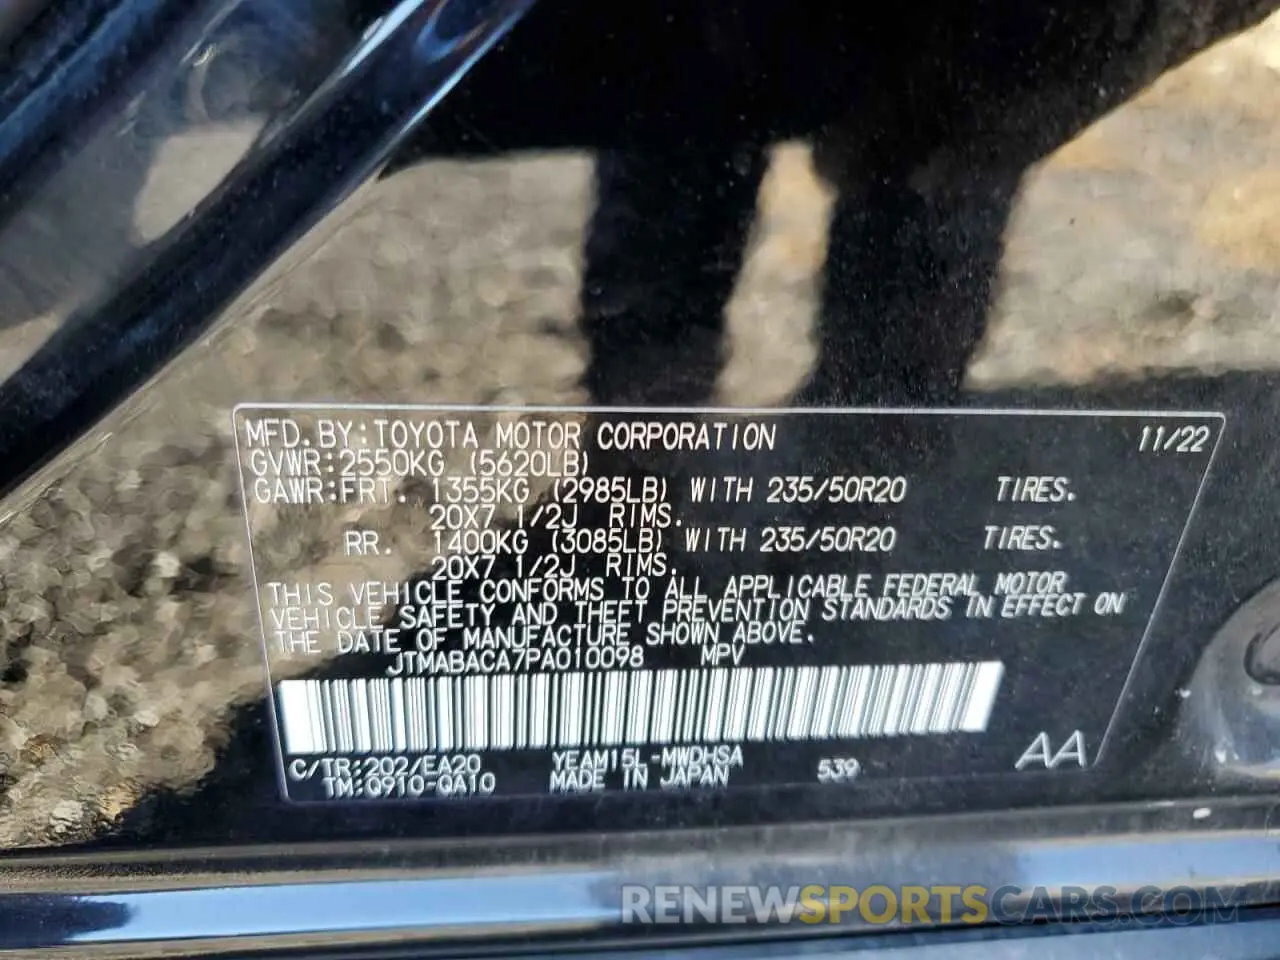 MFD. BY: TOYOTA MOTOR CORPORATION 11/22
GVWR: 2550KG (5620LB)
GAWR: FRT. 1355KG (2985LB) WITH 235/50R20 TIRES.
20X7 1/2J RIMS.
RR. 1400KG (3085LB) WITH 235/50R20 TIRES.
20X7 1/2J RIMS.
THIS VEHICLE CONFORMS TO ALL APPLICABLE FEDERAL MOTOR
VEHICLE SAFETY AND THEFT PREVENTION STANDARDS IN EFFECT ON
THE DATE OF MANUFACTURE SHOWN ABOVE.
JTMABACA7PA010098 MPV
C/TR: 202/EA20 YEAM15L-MWDHSA
TM: Q910-QA10 MADE IN JAPAN 539 AA
RENEWSPORTSCARS.COM